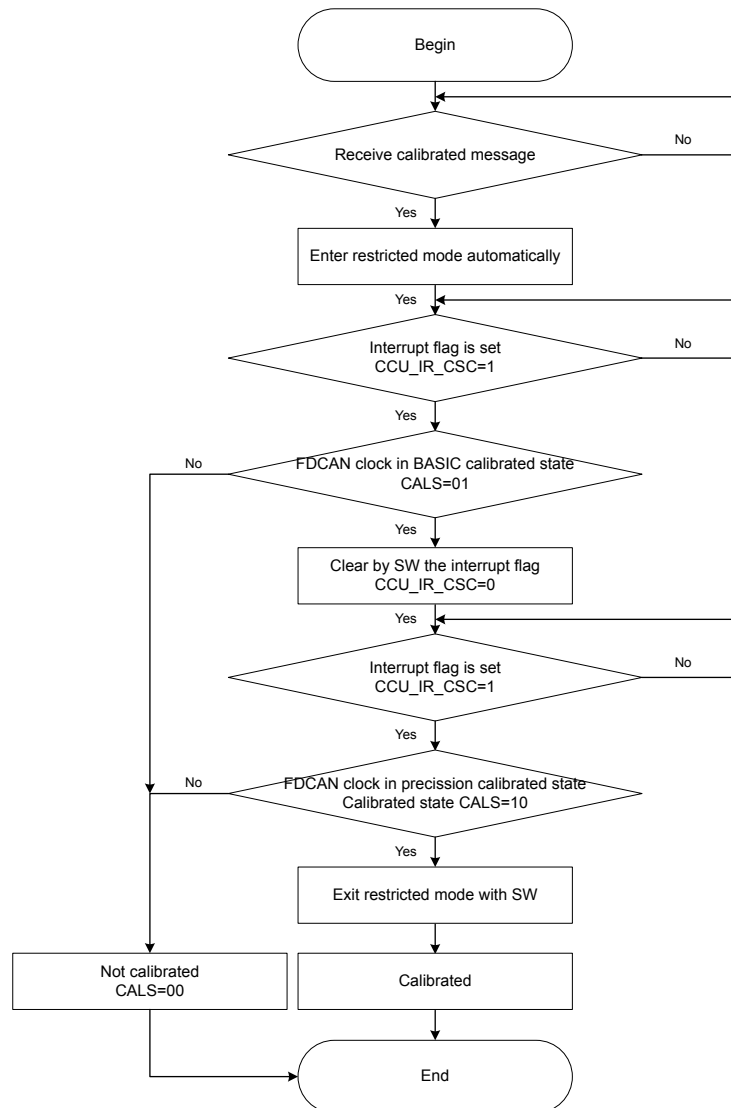 Begin
Receive calibrated message
No
Yes
Enter restricted mode automatically
Yes
Interrupt flag is set
CCU_IR_CSC=1
No
Yes
No
FDCAN clock in BASIC calibrated state
CALS=01
Yes
Clear by SW the interrupt flag
CCU_IR_CSC=0
Yes
Interrupt flag is set
CCU_IR_CSC=1
No
Yes
No
FDCAN clock in precission calibrated state
Calibrated state CALS=10
Yes
Exit restricted mode with SW
Not calibrated
CALS=00
Calibrated
End